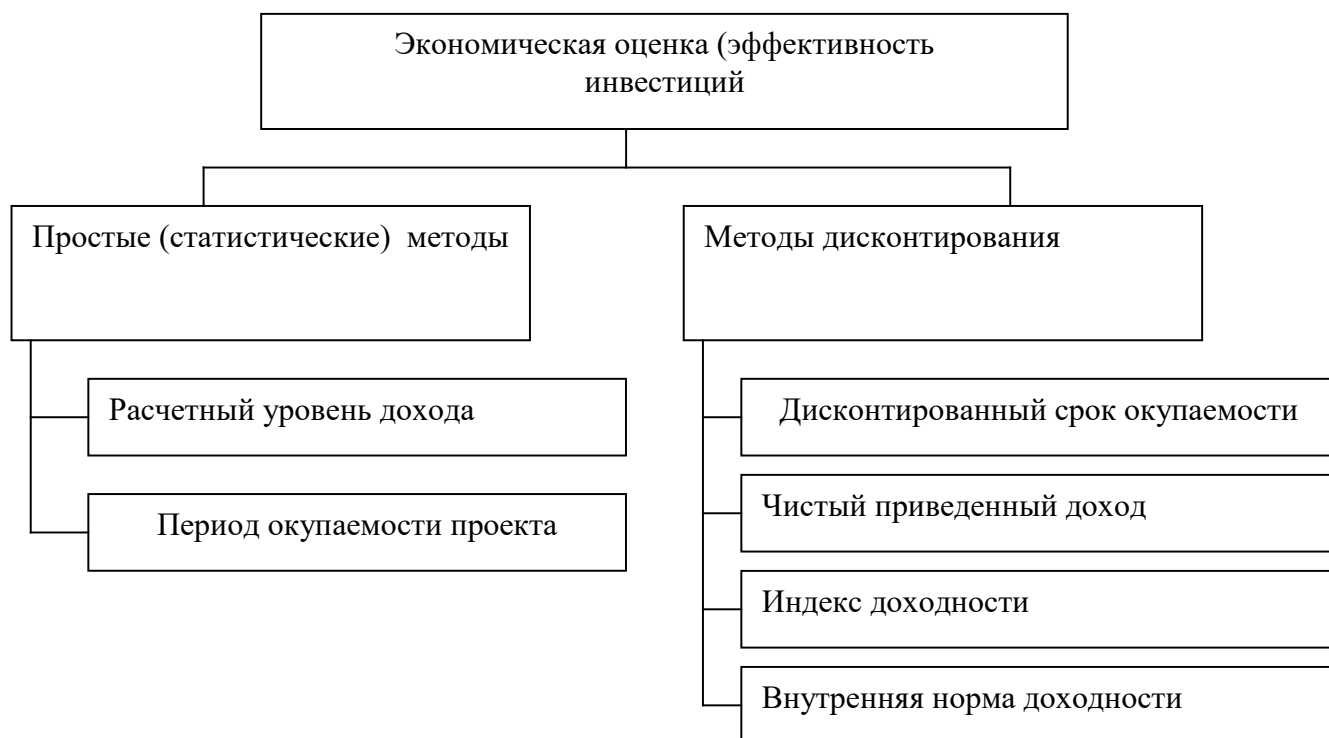 Экономическая оценка (эффективность
инвестиций
Простые (статистические) методы
Методы дисконтирования
Расчетный уровень дохода
Период окупаемости проекта
Дисконтированный срок окупаемости
Чистый приведенный доход
Индекс доходности
Внутренняя норма доходности